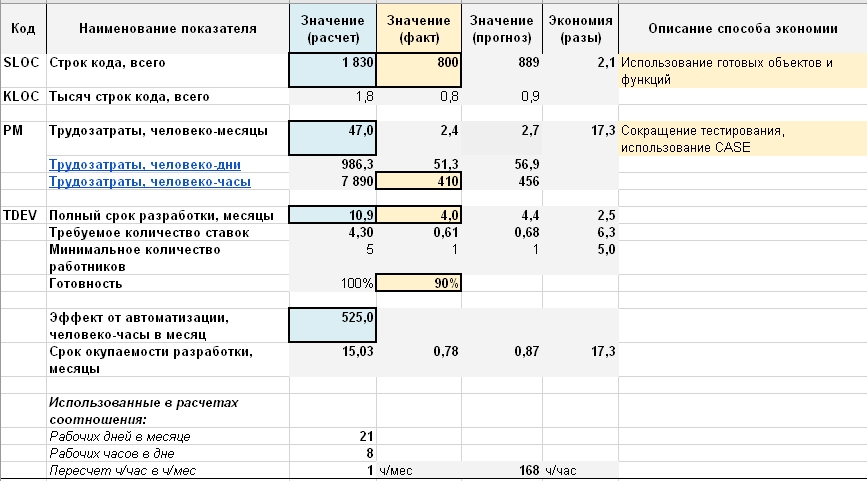 Код Наименование показателя Значение (расчет) Значение (факт) Значение (прогноз) Экономия (разы) Описание способа экономии
SLOC Строк кода, всего 1 830 800 889 2,1 Использование готовых объектов и
функций
KLOC Тысяч строк кода, всего 1,8 0,8 0,9
PM Трудозатраты, человеко-месяцы 47,0 2,4 2,7 17,3 Сокращение тестирования,
использование CASE
Трудозатраты, человеко-дни 986,3 51,3 56,9
Трудозатраты, человеко-часы 7 890 410 456
TDEV Полный срок разработки, месяцы 10,9 4,0 4,4 2,5
Требуемое количество ставок 4,30 0,61 0,68 6,3
Минимальное количество 5 1 1 5,0
работников
Готовность 100% 90%
Эффект от автоматизации, 525,0
человеко-часы в месяц
Срок окупаемости разработки, 15,03 0,78 0,87 17,3
месяцы
Использованные в расчетах
соотношения:
Рабочих дней в месяце 21
Рабочих часов в дне 8
Пересчет ч/час в ч/мес 1 ч/мес 168 ч/час